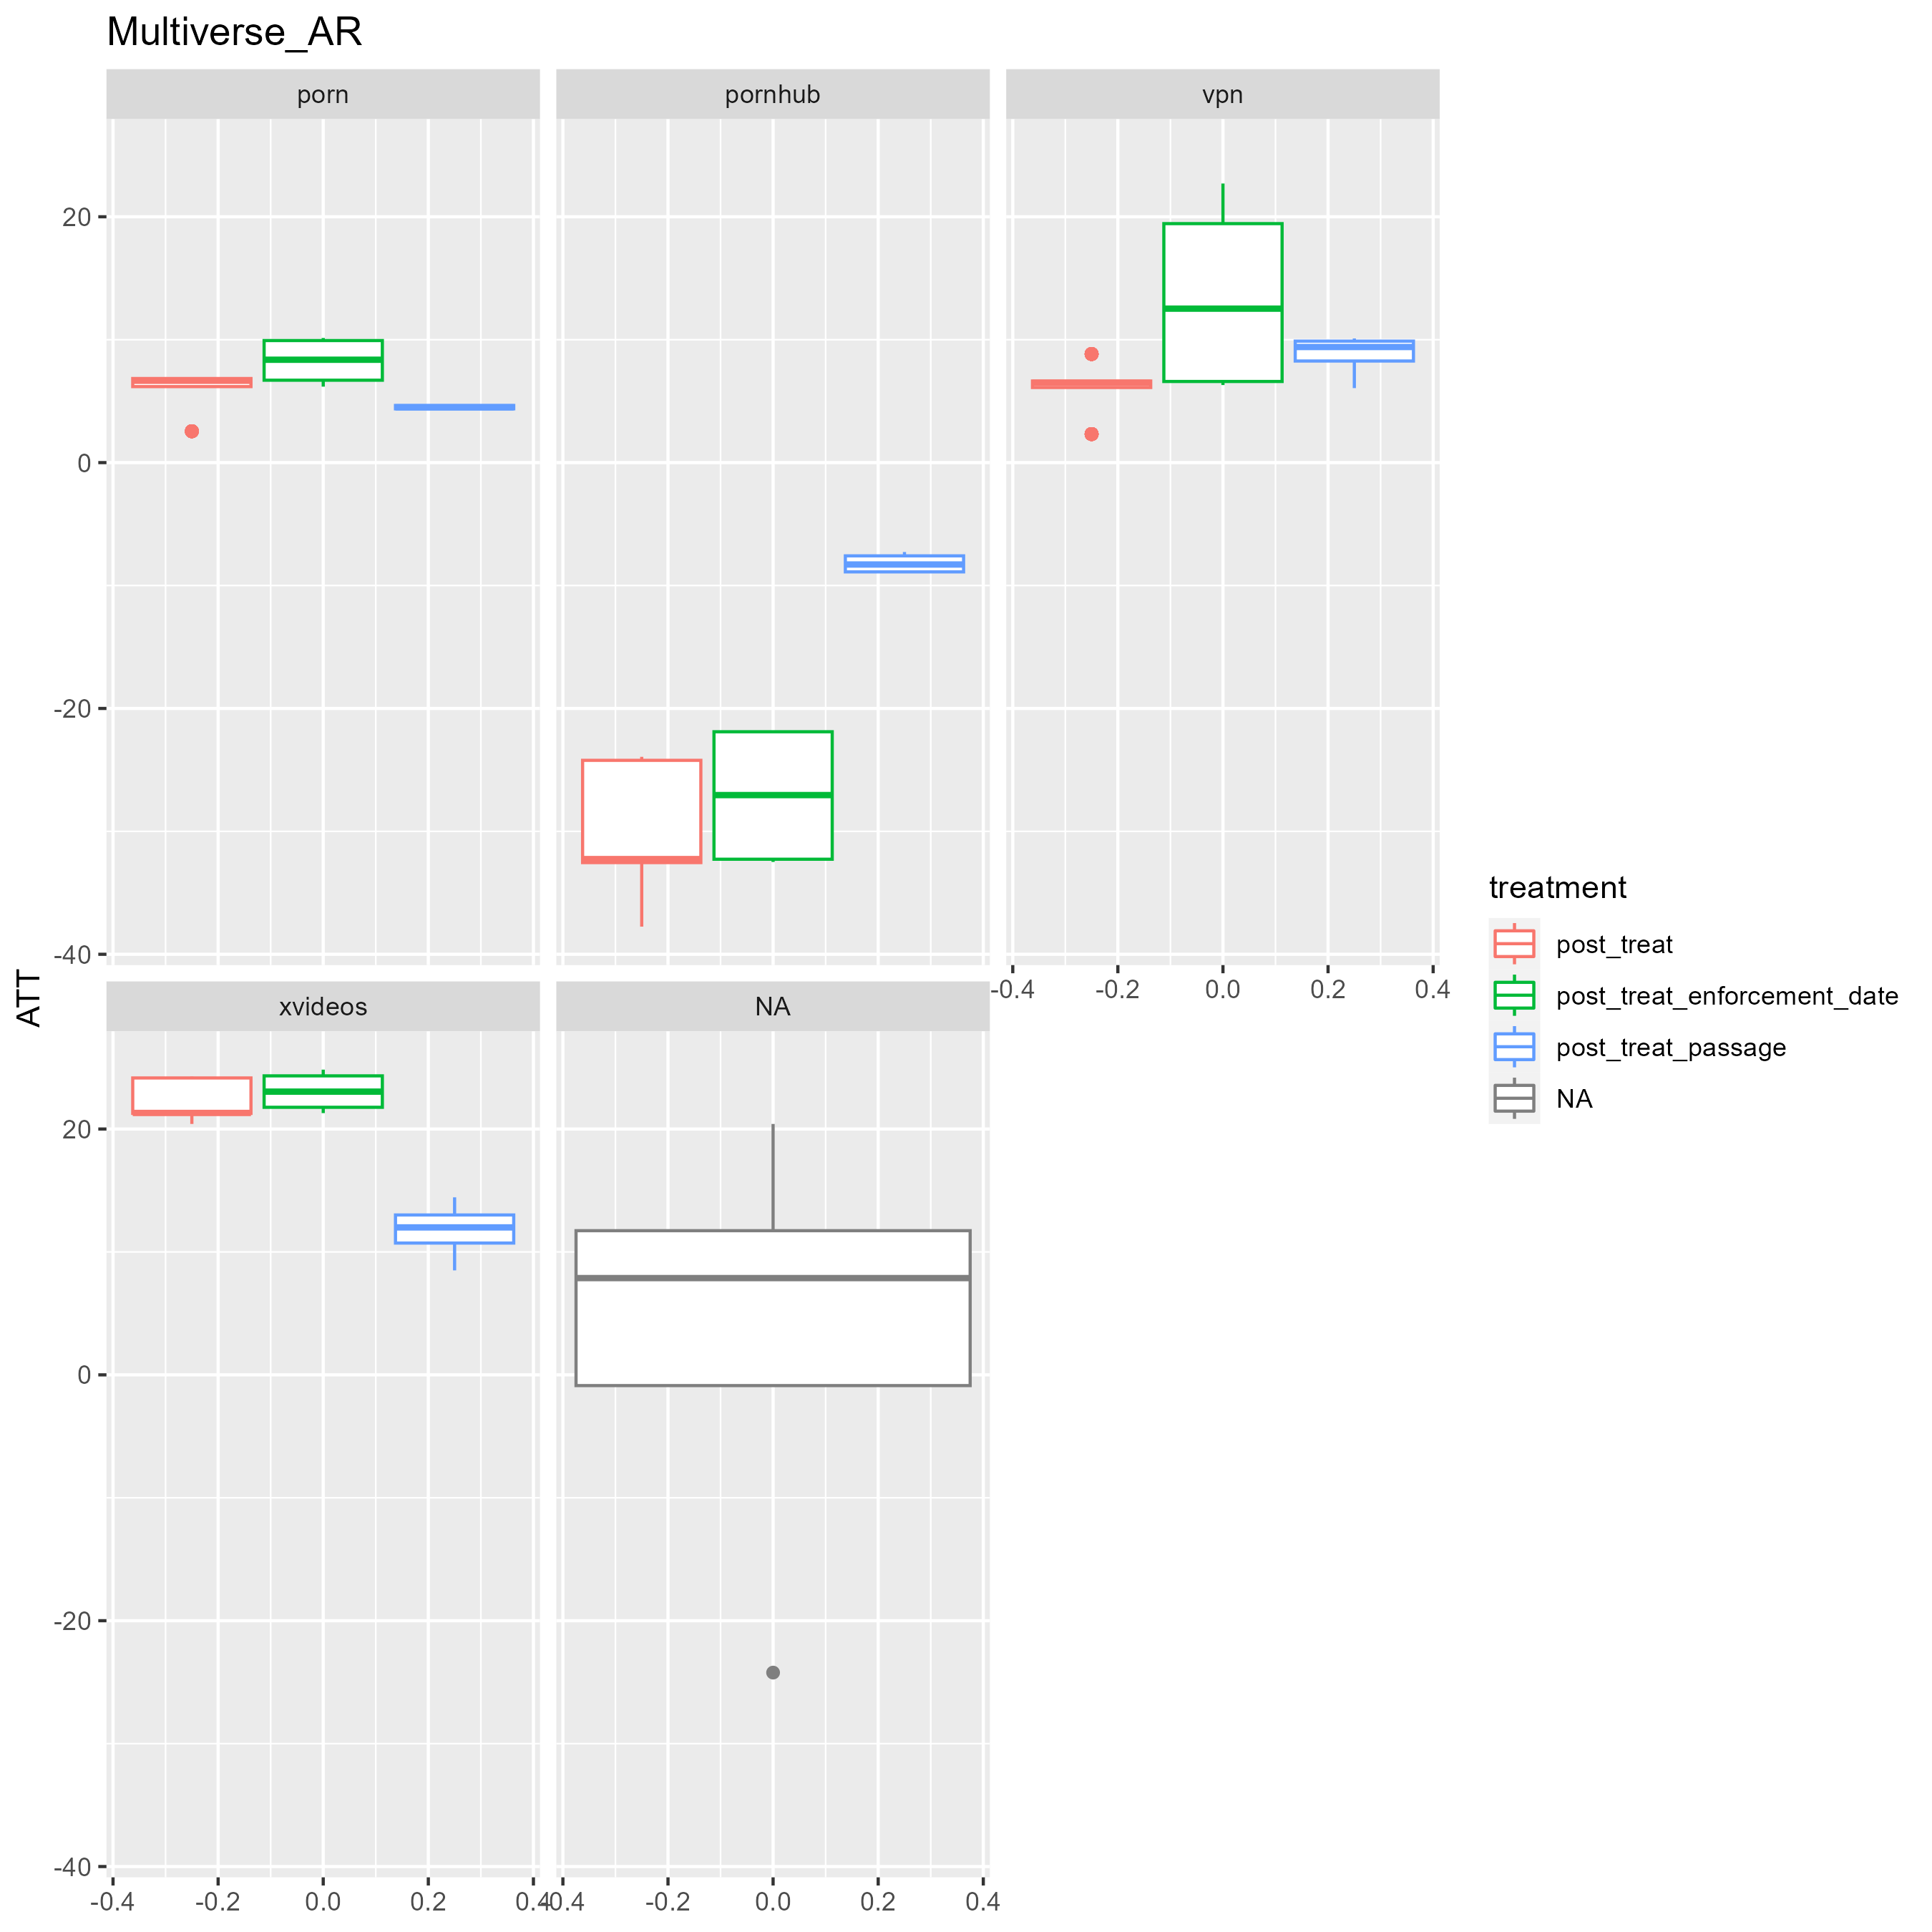 Multiverse_AR
porn
pornhub
vpn
20
0
-20
-40
-0.4 -0.2 0.0 0.2 0.4
ATT
xvideos
NA
20
0
-20
-40
-0.4 -0.2 0.0 0.2 0.4
-0.4 -0.2 0.0 0.2 0.4
treatment
post_treat
post_treat_enforcement_date
post_treat_passage
NA